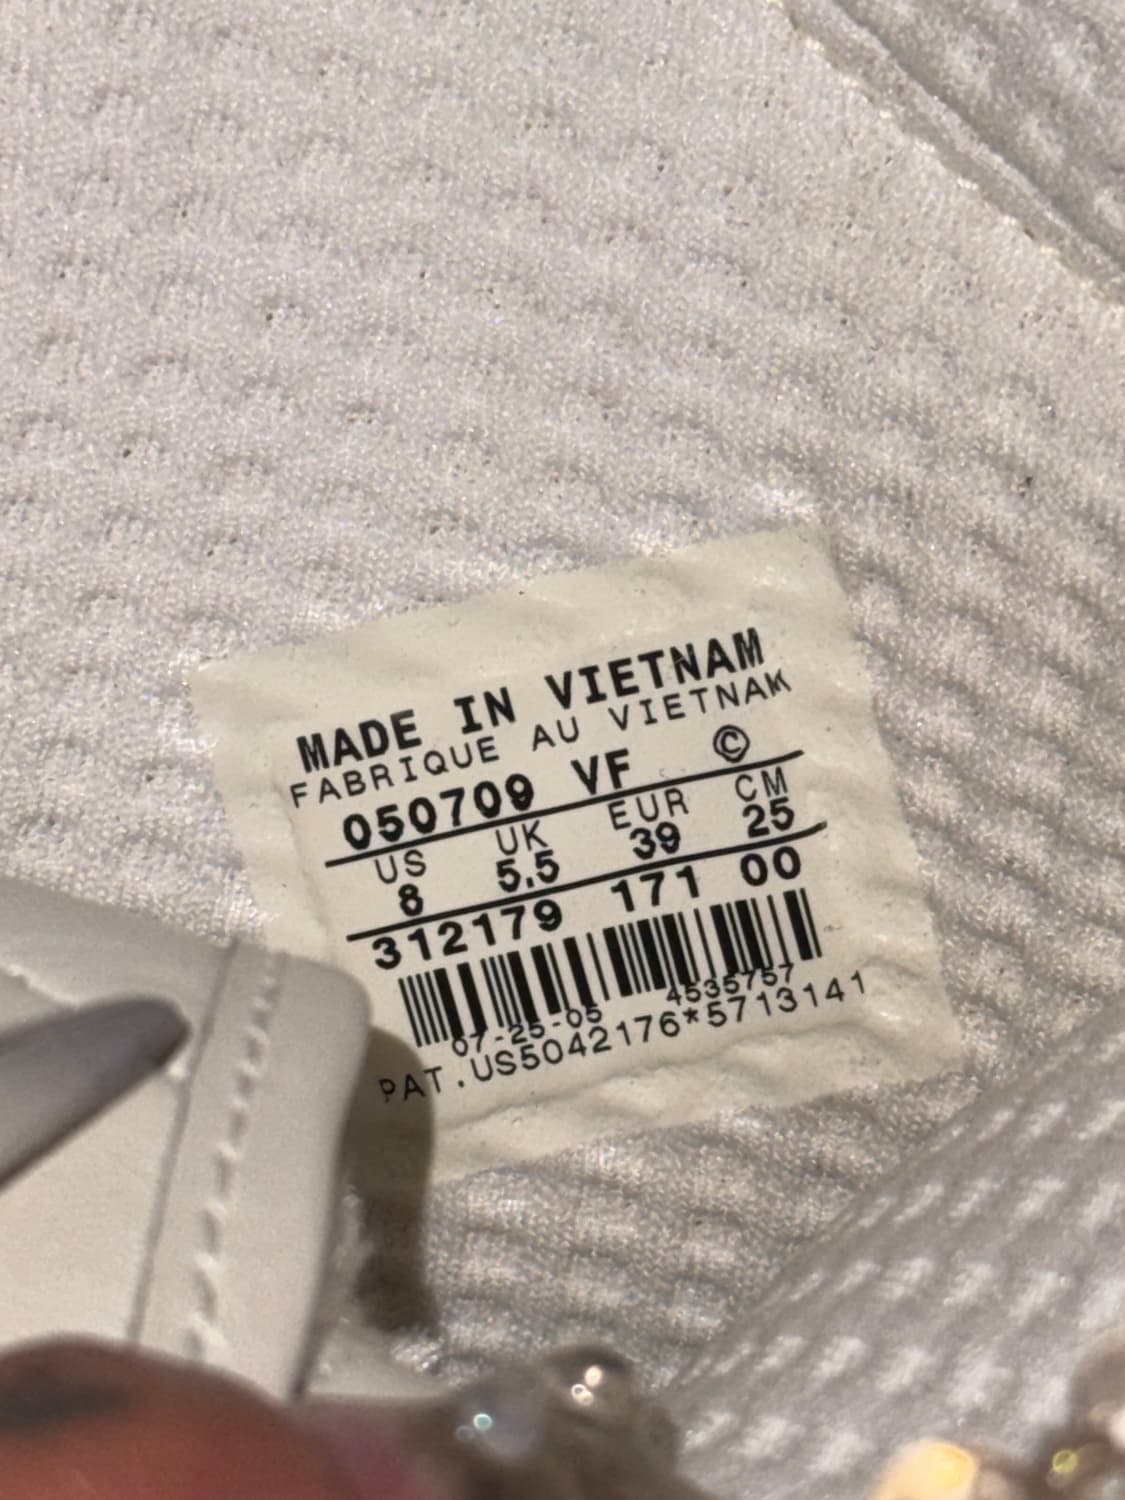 MADE IN VIETNAM
FABRIQUE AU VIETNAM
050709 VF ©
US UK EUR CM
8 5.5 39 25
312179 171 00
07-25-05 4535757
PAT.US5042176*5713141